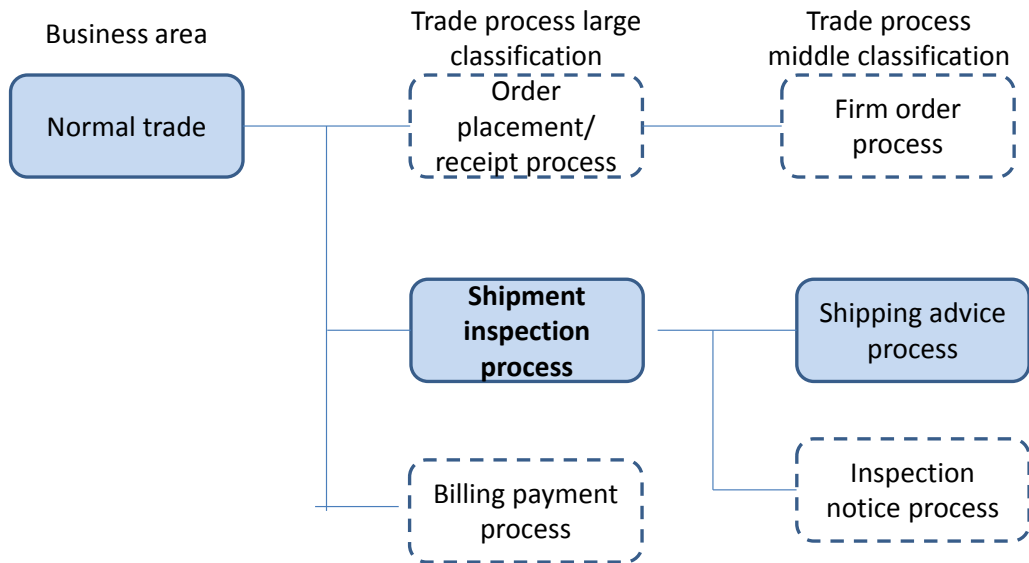 Business area
Trade process large
classification
Trade process
middle classification
Normal trade
Order
placement/
receipt process
Firm order
process
Shipment
inspection
process
Shipping advice
process
Billing payment
process
Inspection
notice process